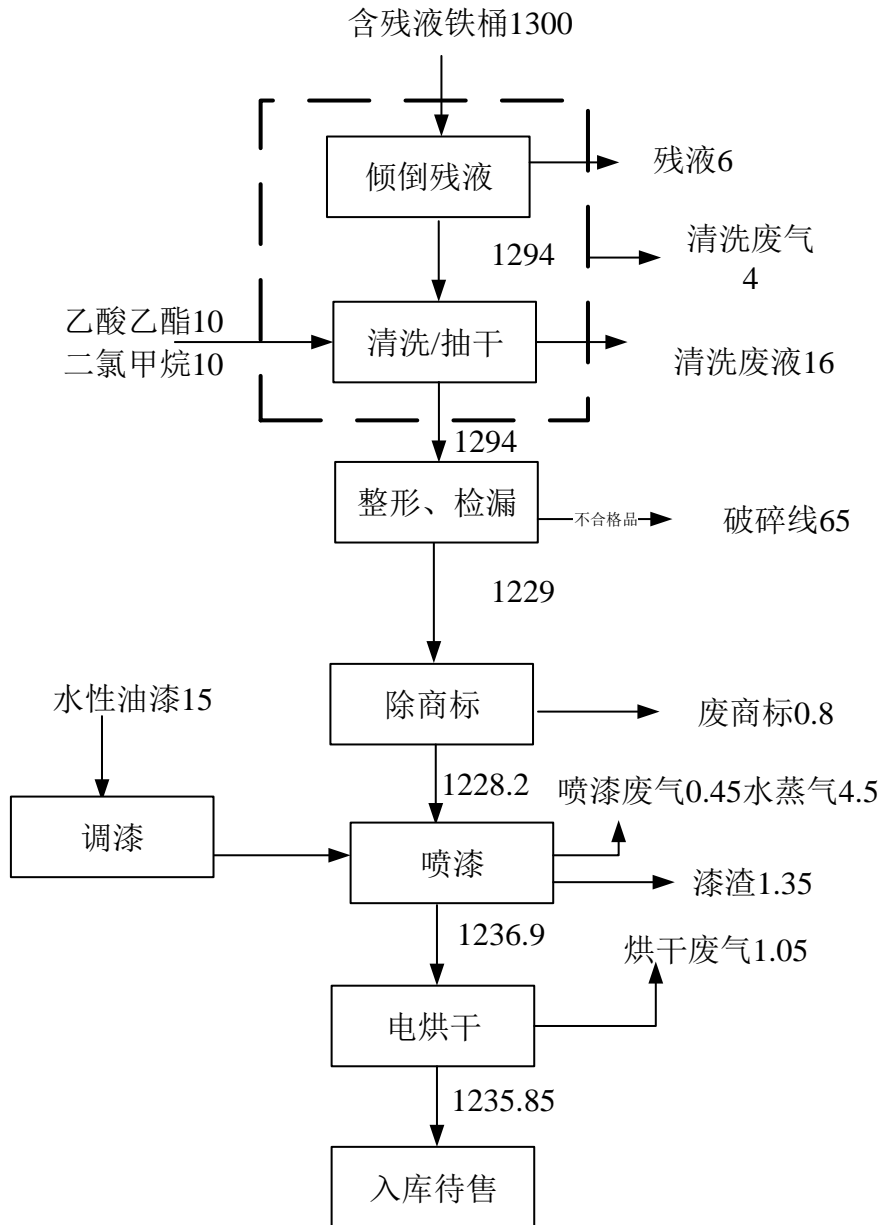 含残液铁桶1300
倾倒残液
残液6
1294
清洗废气
4
乙酸乙酯10
二氯甲烷10
清洗/抽干
清洗废液16
1294
整形、检漏
不合格品
破碎线65
1229
水性油漆15
除商标
废商标0.8
1228.2
喷漆废气0.45水蒸气4.5
调漆
喷漆
漆渣1.35
1236.9
烘干废气1.05
电烘干
1235.85
入库待售